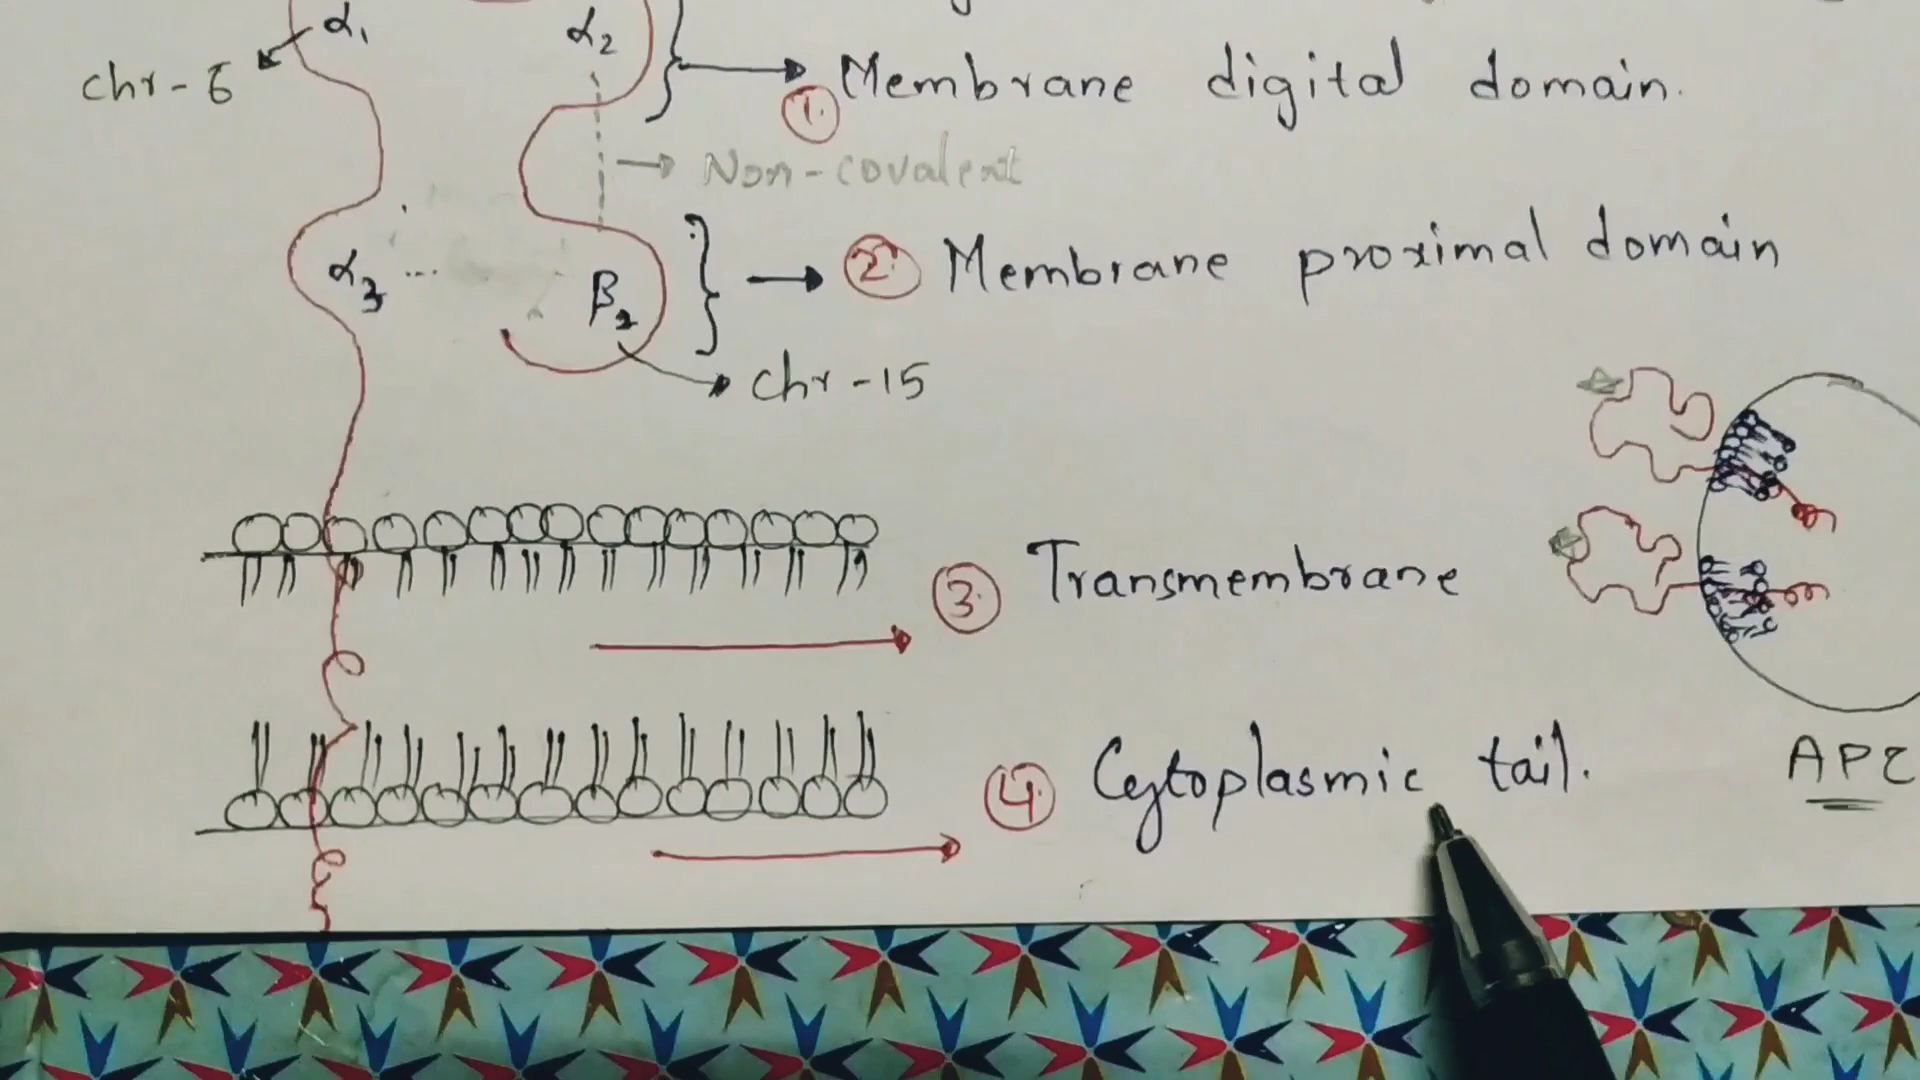 α1
α2
chr-6
1. Membrane digital domain.
Non-covalent
α3
β2
2. Membrane proximal domain
chr-15
3. Transmembrane
4. Cytoplasmic tail.
APC